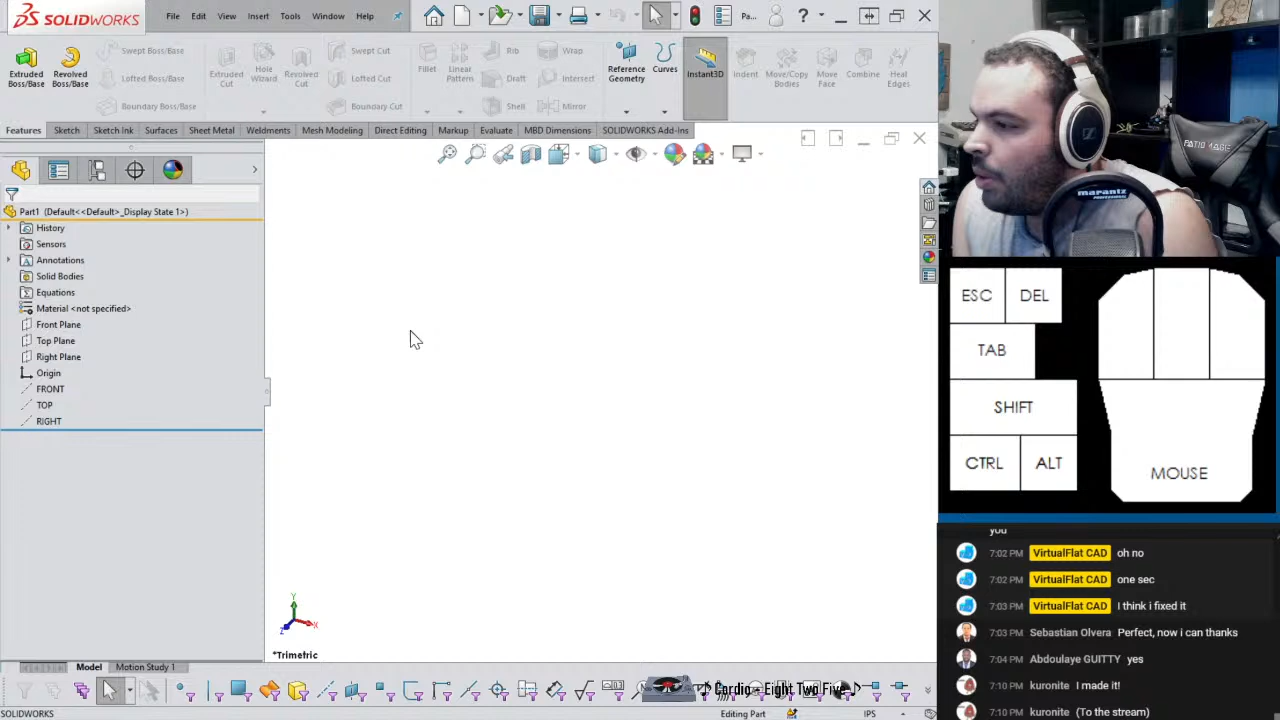 SOLIDWORKS File Edit View Insert Tools Window Help Pa... ?
Extruded Boss/Base
Revolved Boss/Base
Swept Boss/Base
Lofted Boss/Base
Boundary Boss/Base
Extruded Cut
Hole Wizard
Revolved Cut
Swept Cut
Lofted Cut
Boundary Cut
Fillet
Linear Pattern
Rib
Draft
Shell
Wrap
Intersect
Mirror
Reference Geometry
Curves
Instant3D
Indent
Move/Copy Bodies
Move Face
Combine
Heal Edges
Features Sketch Sketch Ink Surfaces Sheet Metal Weldments Mesh Modeling Direct Editing Markup Evaluate MBD Dimensions SOLIDWORKS Add-Ins
Part1 (Default<<Default>_Display State 1>)
History
Sensors
Annotations
Solid Bodies
Equations
Material <not specified>
Front Plane
Top Plane
Right Plane
Origin
FRONT
TOP
RIGHT
Y
Z X
*Trimetric
Model Motion Study 1
♪ Cardio - Eight Two Five ♪
SOLIDWORKS Editing Part IPS
marantz
PROFESSIONAL
ESC DEL
TAB
SHIFT
CTRL ALT
MOUSE
you
7:02 PM VirtualFlat CAD oh no
7:02 PM VirtualFlat CAD one sec
7:03 PM VirtualFlat CAD I think i fixed it
7:03 PM Sebastian Olvera Perfect, now i can thanks
7:04 PM Abdoulaye GUITTY yes
7:10 PM kuronite I made it!
7:10 PM kuronite (To the stream)